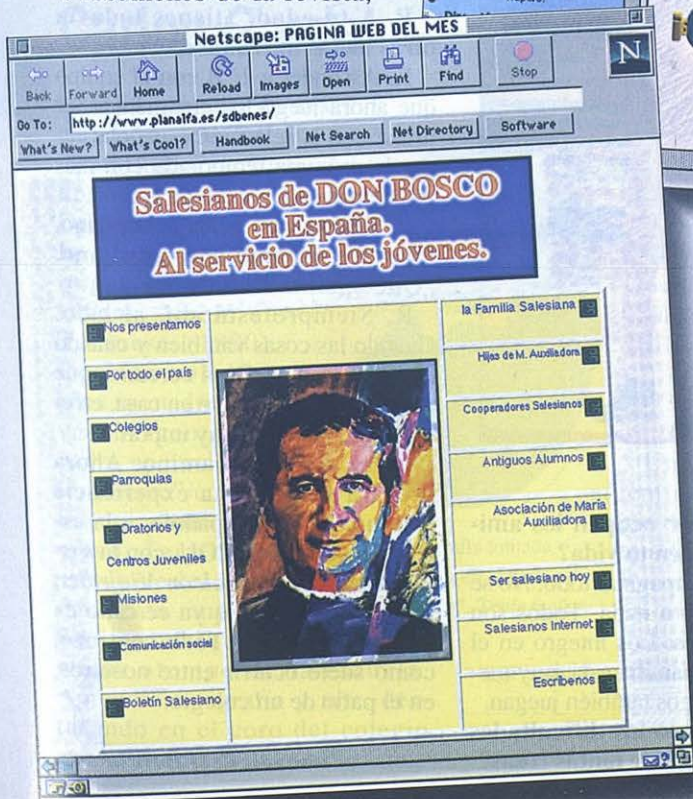 Netscape: PAGINA WEB DEL MES
Back Forward Home Reload Images Open Print Find Stop
N
Go To: http://www.planalfa.es/sdbenes/
What's New? What's Cool? Handbook Net Search Net Directory Software
Salesianos de DON BOSCO
en España.
Al servicio de los jóvenes.
Nos presentamos
Por todo el país
Colegios
Parroquias
Oratorios y
Centros Juveniles
Misiones
Comunicación social
Boletín Salesiano
la Familia Salesiana
Hijas de M. Auxiliadora
Cooperadores Salesianos
Antiguos Alumnos
Asociación de María
Auxiliadora
Ser salesiano hoy
Salesianos Internet
Escríbenos